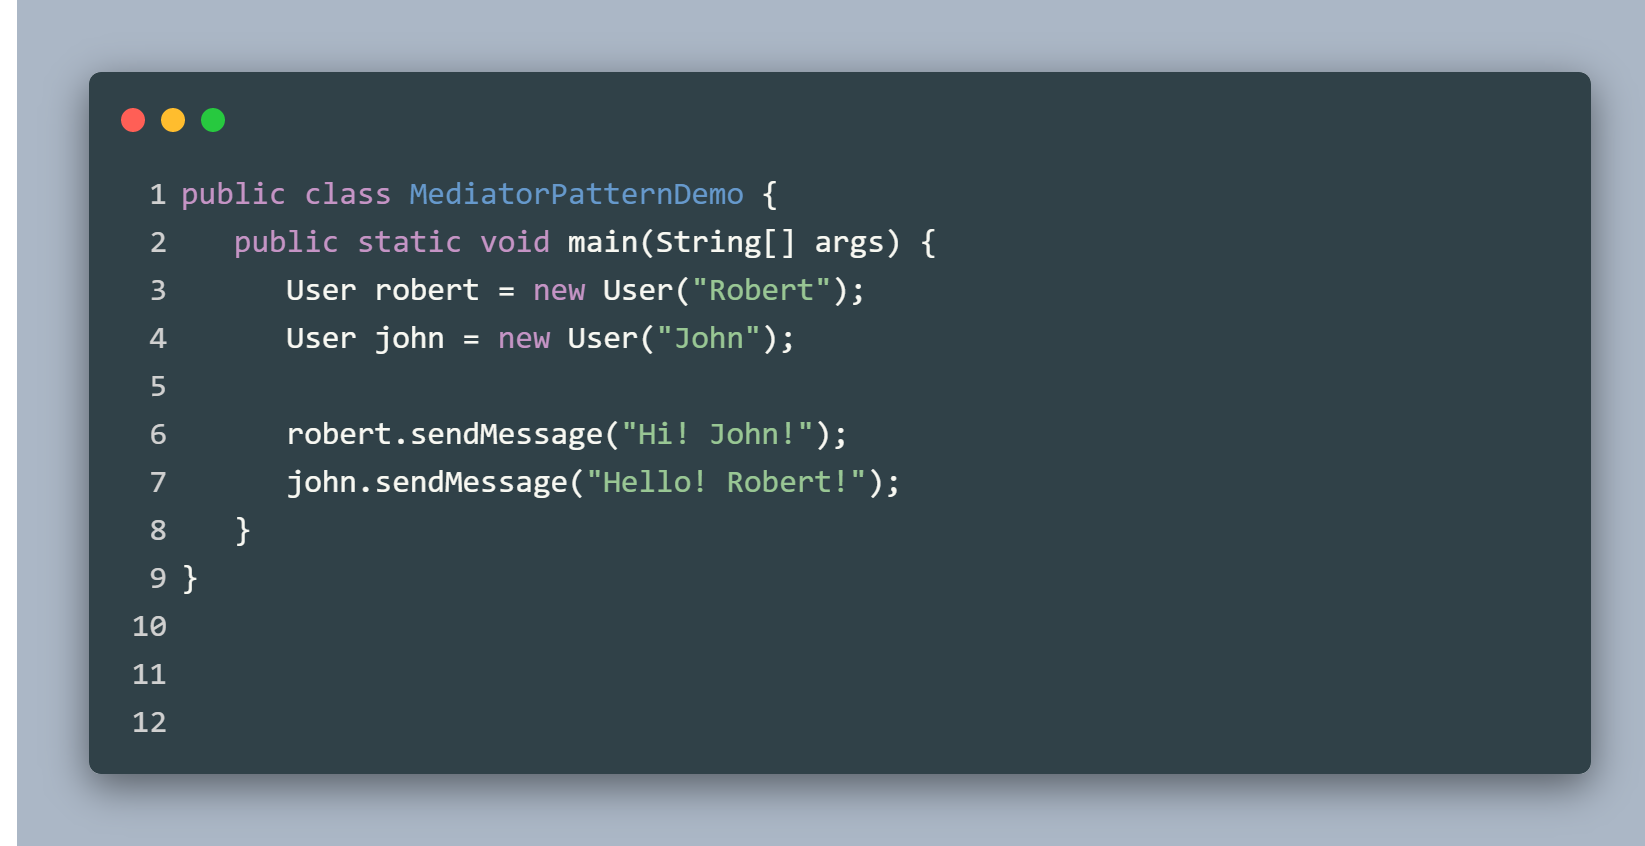 1 public class MediatorPatternDemo {
2    public static void main(String[] args) {
3       User robert = new User("Robert");
4       User john = new User("John");
5
6       robert.sendMessage("Hi! John!");
7       john.sendMessage("Hello! Robert!");
8    }
9 }
10
11
12